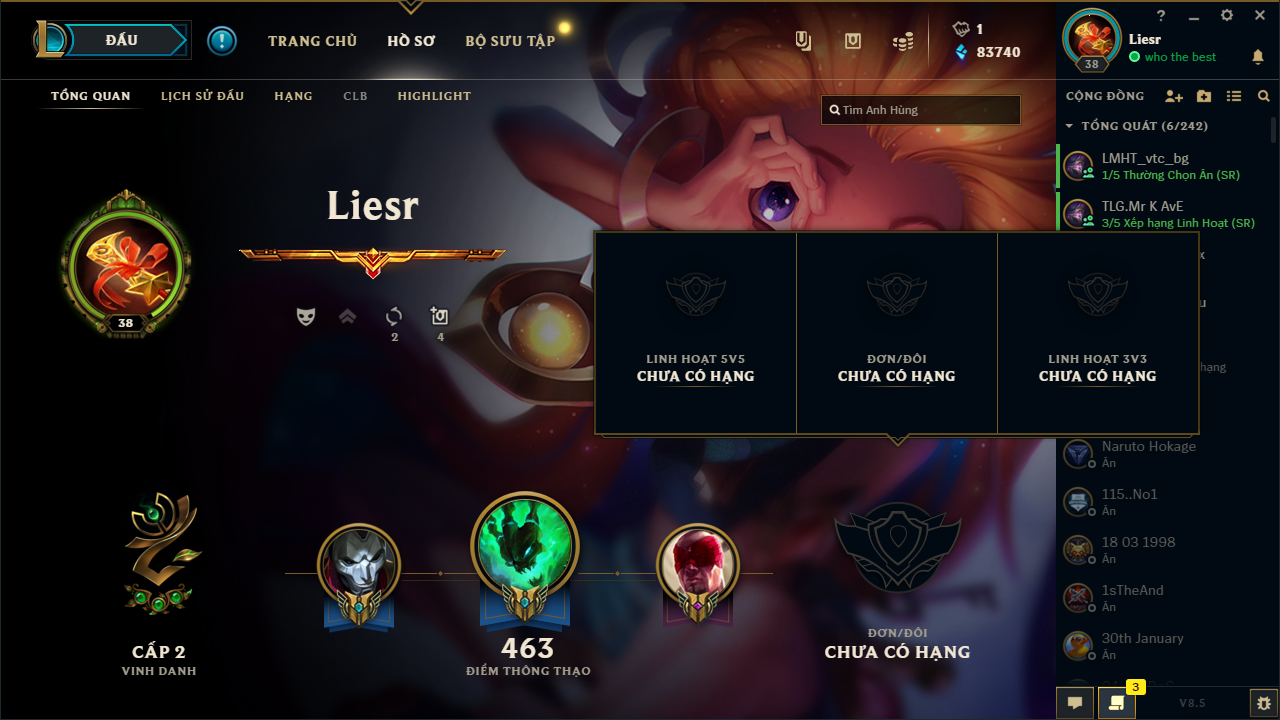 ĐẤU
TRANG CHỦ
HỒ SƠ
BỘ SƯU TẬP
1
83740
?
38
Liesr
who the best
TỔNG QUAN
LỊCH SỬ ĐẤU
HẠNG
CLB
HIGHLIGHT
Tìm Anh Hùng
CỘNG ĐỒNG
TỔNG QUÁT (6/242)
LMHT_vtc_bg
1/5 Thường Chọn Ẩn (SR)
TLG.Mr K AvE
3/5 Xếp hạng Linh Hoạt (SR)
Liesr
38
2
4
LINH HOẠT 5V5
CHƯA CÓ HẠNG
ĐƠN/ĐÔI
CHƯA CÓ HẠNG
LINH HOẠT 3V3
CHƯA CÓ HẠNG
hạng
Naruto Hokage
Ẩn
115..No1
Ẩn
18 03 1998
Ẩn
1sTheAnd
Ẩn
30th January
Ẩn
CẤP 2
VINH DANH
463
ĐIỂM THÔNG THẠO
ĐƠN/ĐÔI
CHƯA CÓ HẠNG
3
V8.5